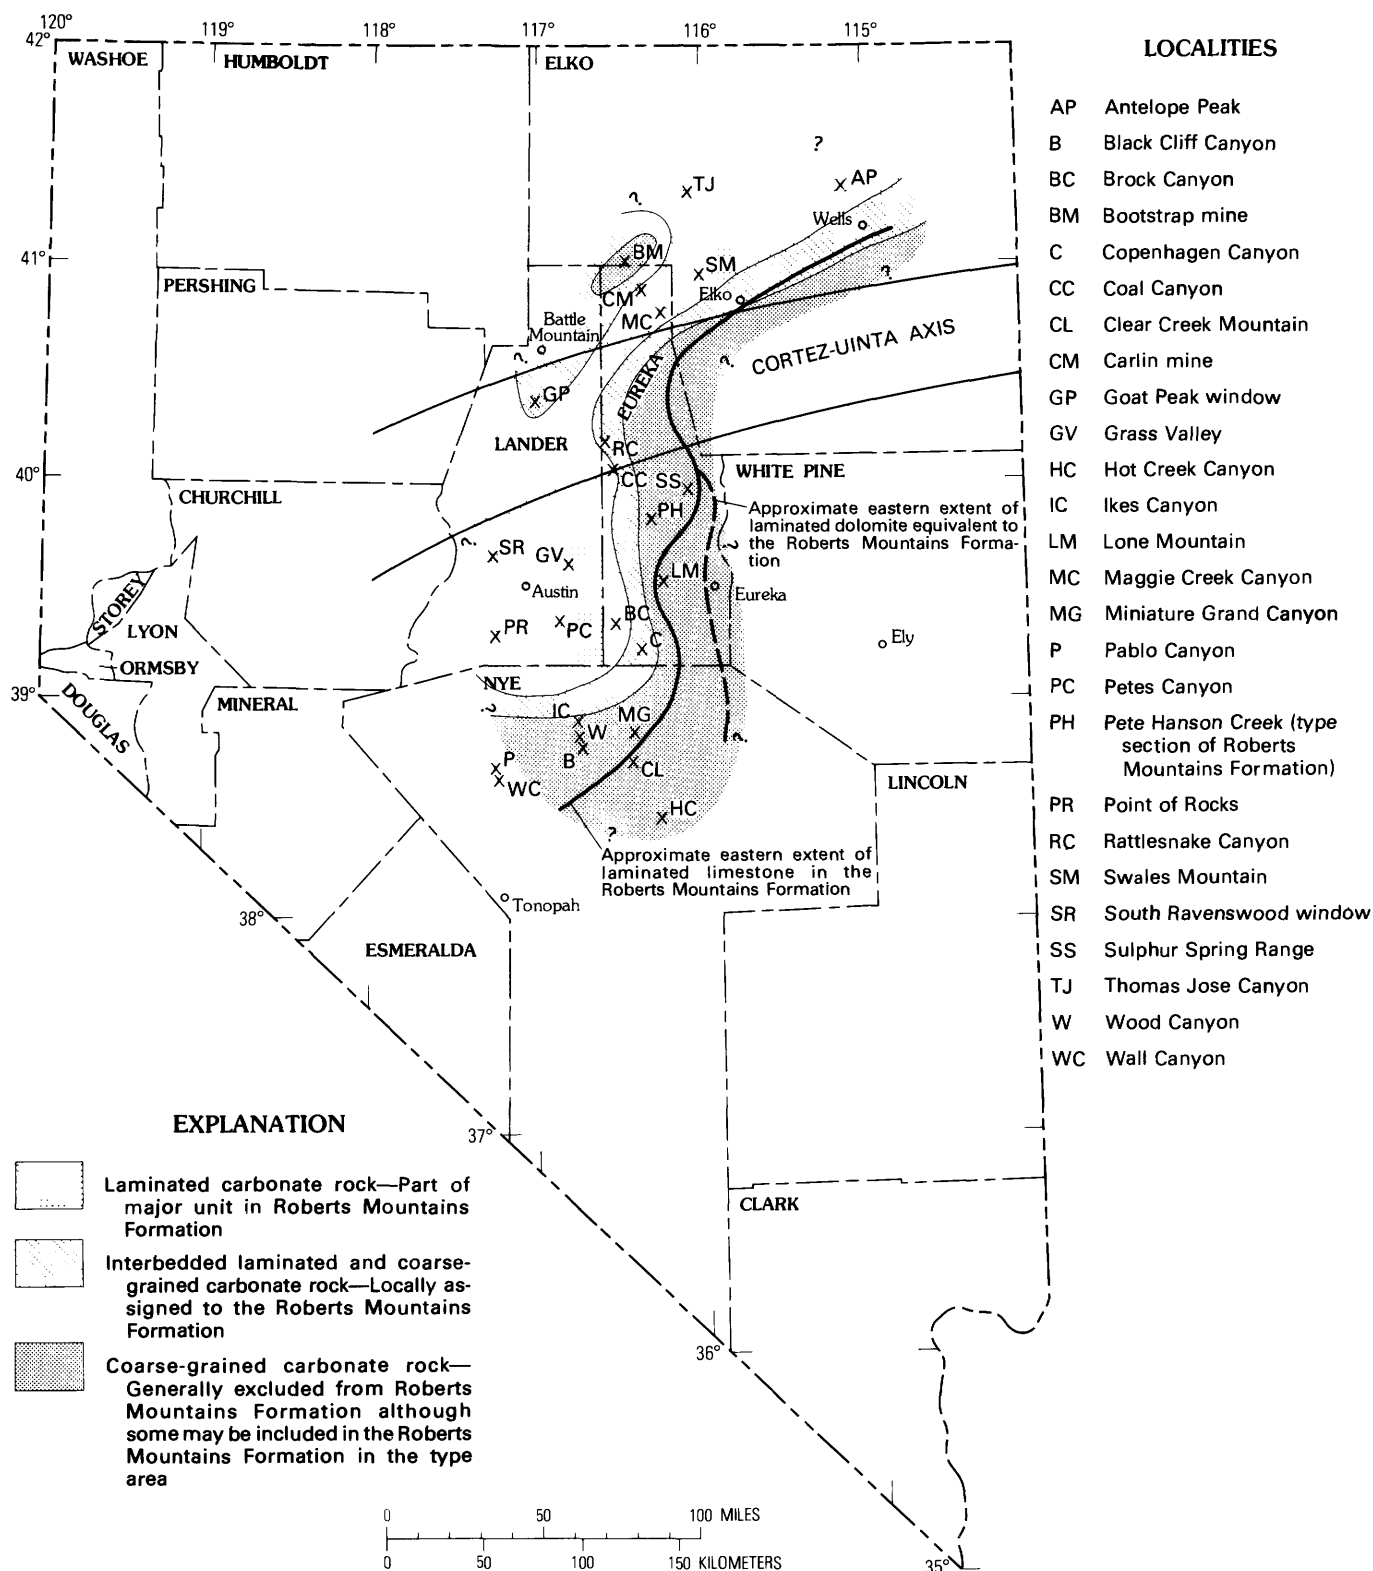 120°
119°
118°
117°
116°
115°
42°
WASHOE
HUMBOLDT
ELKO
?
TJ
AP
?
Wells
41°
BM
SM
?
PERSHING
CM
Elko
MC
Battle
Mountain
?
EUREKA
?
CORTEZ-UINTA AXIS
GP
LANDER
RC
40°
CC
SS
WHITE PINE
CHURCHILL
PH
Approximate eastern extent of
laminated dolomite equivalent to
the Roberts Mountains Forma-
tion
?
?
SR
GV
LM
Austin
Eureka
STOREY
LYON
PR
PC
BC
C
Ely
ORMSBY
39°
DOUGLAS
MINERAL
NYE
?
IC
MG
W
?
B
P
CL
WC
HC
LINCOLN
?
Approximate eastern extent of
laminated limestone in the
Roberts Mountains Formation
38°
Tonopah
ESMERALDA
37°
CLARK
36°
35°
LOCALITIES
AP Antelope Peak
B Black Cliff Canyon
BC Brock Canyon
BM Bootstrap mine
C Copenhagen Canyon
CC Coal Canyon
CL Clear Creek Mountain
CM Carlin mine
GP Goat Peak window
GV Grass Valley
HC Hot Creek Canyon
IC Ikes Canyon
LM Lone Mountain
MC Maggie Creek Canyon
MG Miniature Grand Canyon
P Pablo Canyon
PC Petes Canyon
PH Pete Hanson Creek (type
section of Roberts
Mountains Formation)
PR Point of Rocks
RC Rattlesnake Canyon
SM Swales Mountain
SR South Ravenswood window
SS Sulphur Spring Range
TJ Thomas Jose Canyon
W Wood Canyon
WC Wall Canyon
EXPLANATION
Laminated carbonate rock—Part of
major unit in Roberts Mountains
Formation
Interbedded laminated and coarse-
grained carbonate rock—Locally as-
signed to the Roberts Mountains
Formation
Coarse-grained carbonate rock—
Generally excluded from Roberts
Mountains Formation although
some may be included in the Roberts
Mountains Formation in the type
area
0 50 100 MILES
0 50 100 150 KILOMETERS